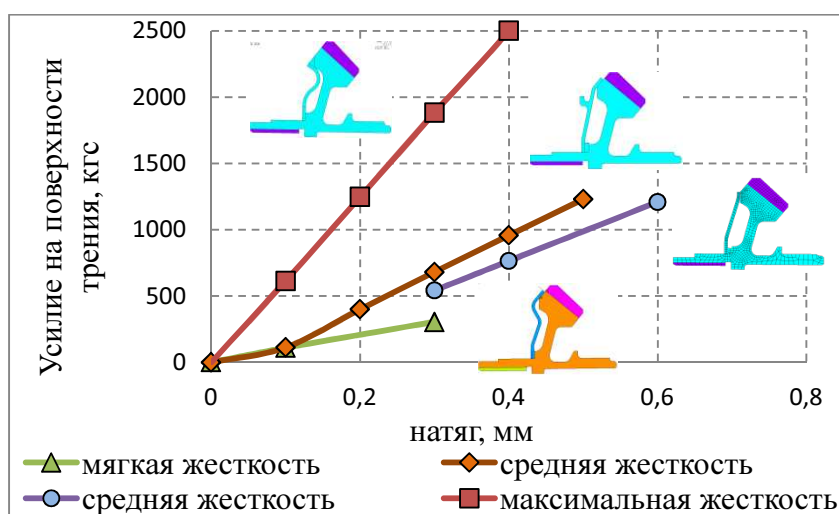 Усилие на поверхности
трения, кгс
2500
2000
1500
1000
500
0
0
0,2
0,4
0,6
0,8
натяг, мм
мягкая жесткость
средняя жесткость
средняя жесткость
максимальная жесткость